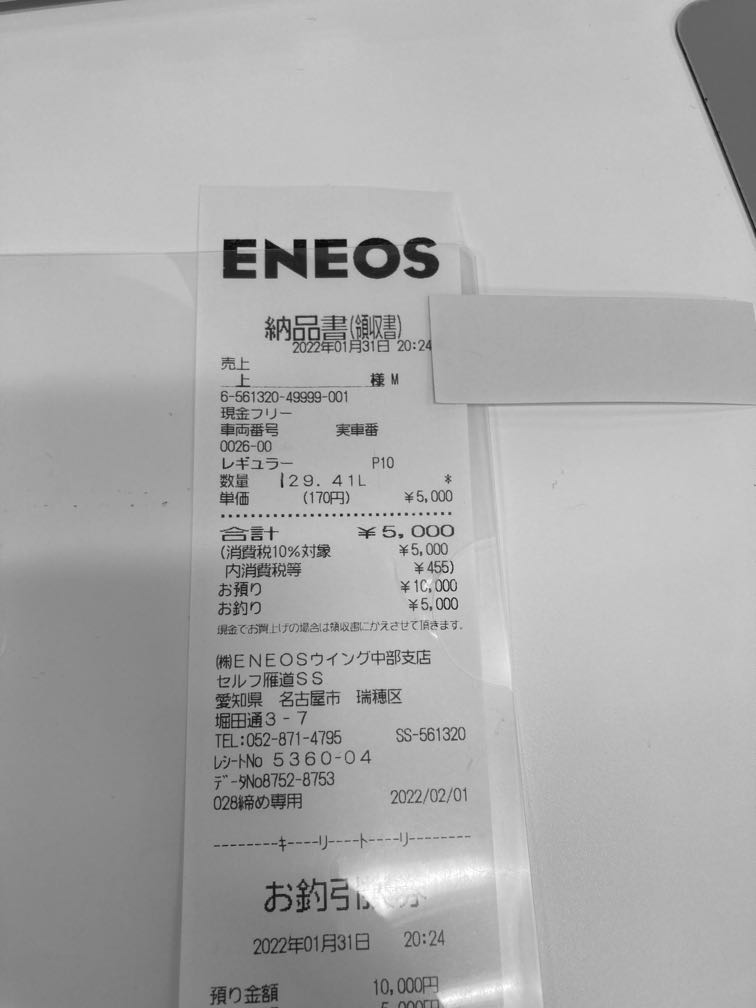 ENEOS
納品書(領収書)
2022年01月31日 20:24
売上
上 様 M
6-561320-49999-001
現金フリー
車両番号 実車番
0026-00
レギュラー P10
数量 29.41L *
単価 (170円) ¥5,000
合計 ¥5,000
(消費税10%対象 ¥5,000
内消費税等 ¥455)
お預り ¥10,000
お釣り ¥5,000
現金でお買上げの場合は領収書にかえさせて頂きます。
㈱ENEOSウイング中部支店
セルフ雁道SS
愛知県 名古屋市 瑞穂区
堀田通3-7
TEL:052-871-4795 SS-561320
レシートNo 5360-04
データNo8752-8753
028締め専用 2022/02/01
--------キ----リ----ト----リ--------
お釣引換券
2022年01月31日 20:24
預り金額 10,000円
5,000円